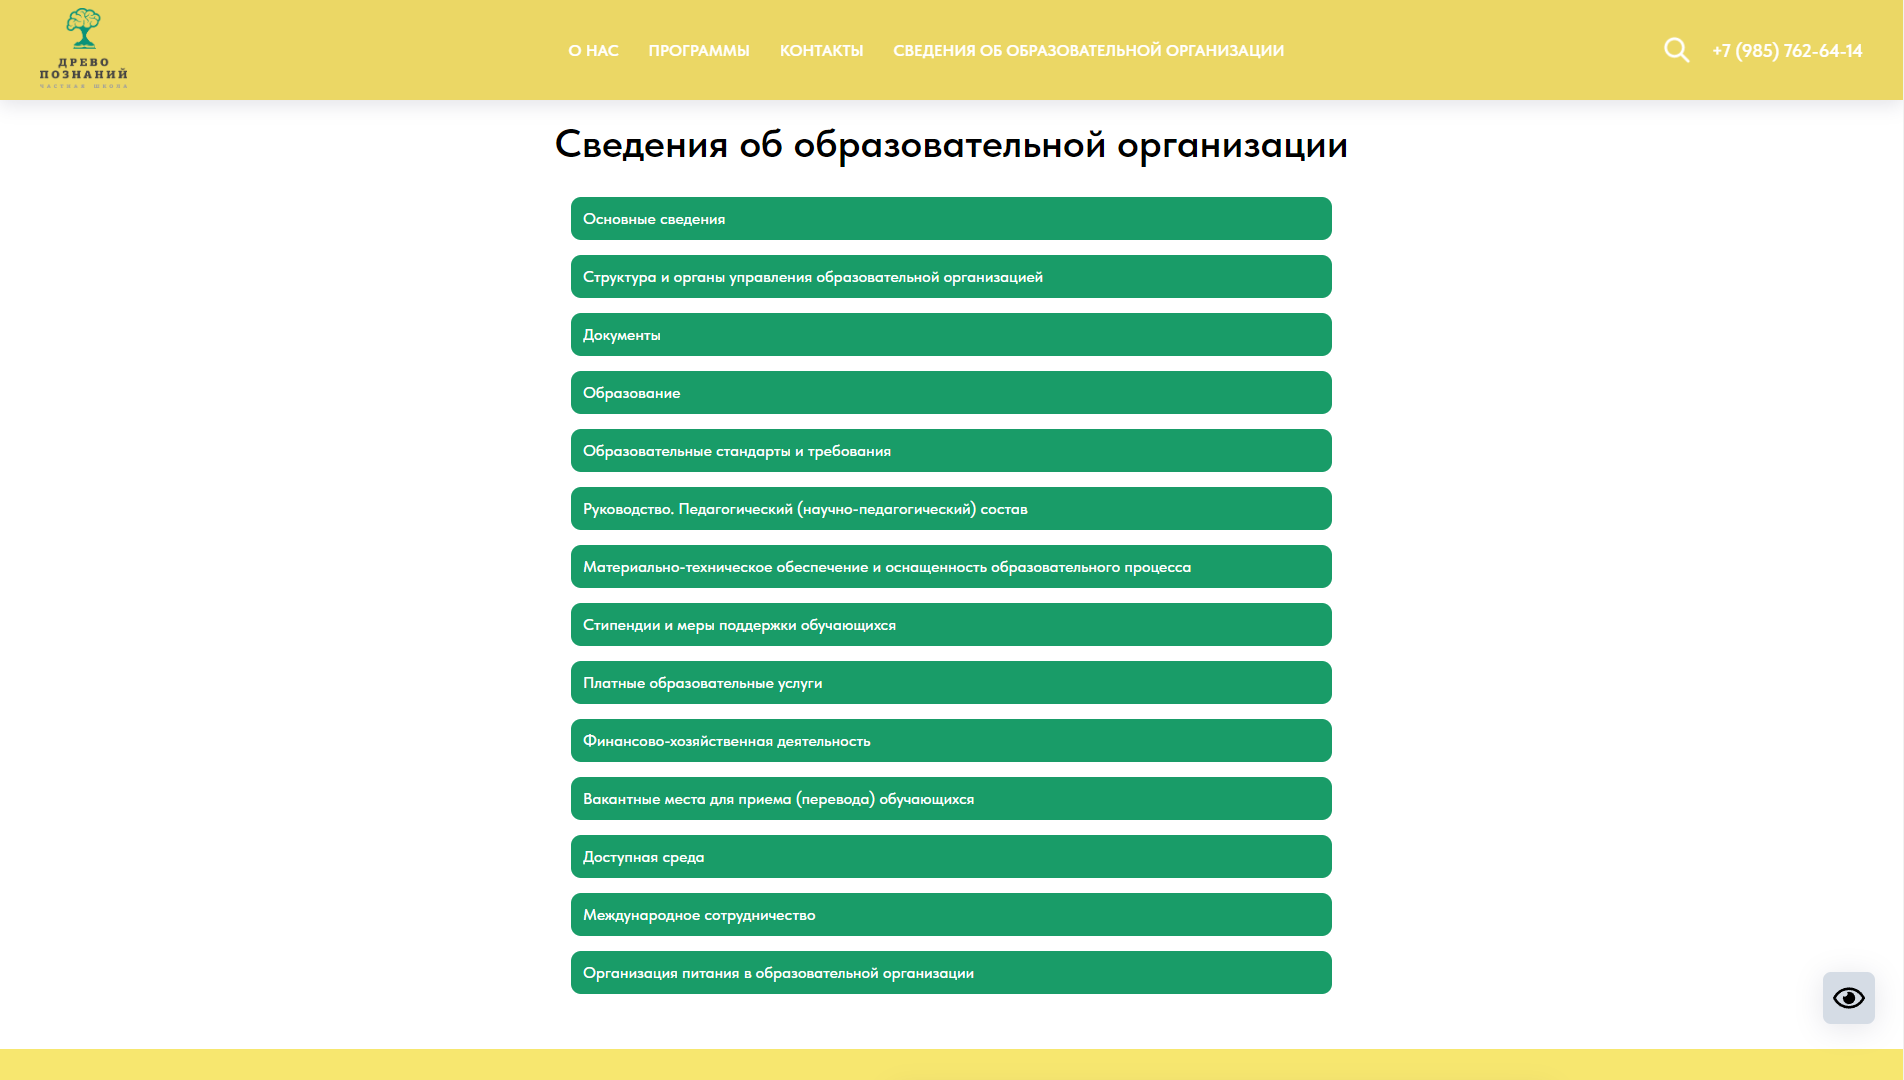 ДРЕВО
ПОЗНАНИЙ
ЧАСТНАЯ ШКОЛА
О НАС
ПРОГРАММЫ
КОНТАКТЫ
СВЕДЕНИЯ ОБ ОБРАЗОВАТЕЛЬНОЙ ОРГАНИЗАЦИИ
+7 (985) 762-64-14
Сведения об образовательной организации
Основные сведения
Структура и органы управления образовательной организацией
Документы
Образование
Образовательные стандарты и требования
Руководство. Педагогический (научно-педагогический) состав
Материально-техническое обеспечение и оснащенность образовательного процесса
Стипендии и меры поддержки обучающихся
Платные образовательные услуги
Финансово-хозяйственная деятельность
Вакантные места для приема (перевода) обучающихся
Доступная среда
Международное сотрудничество
Организация питания в образовательной организации